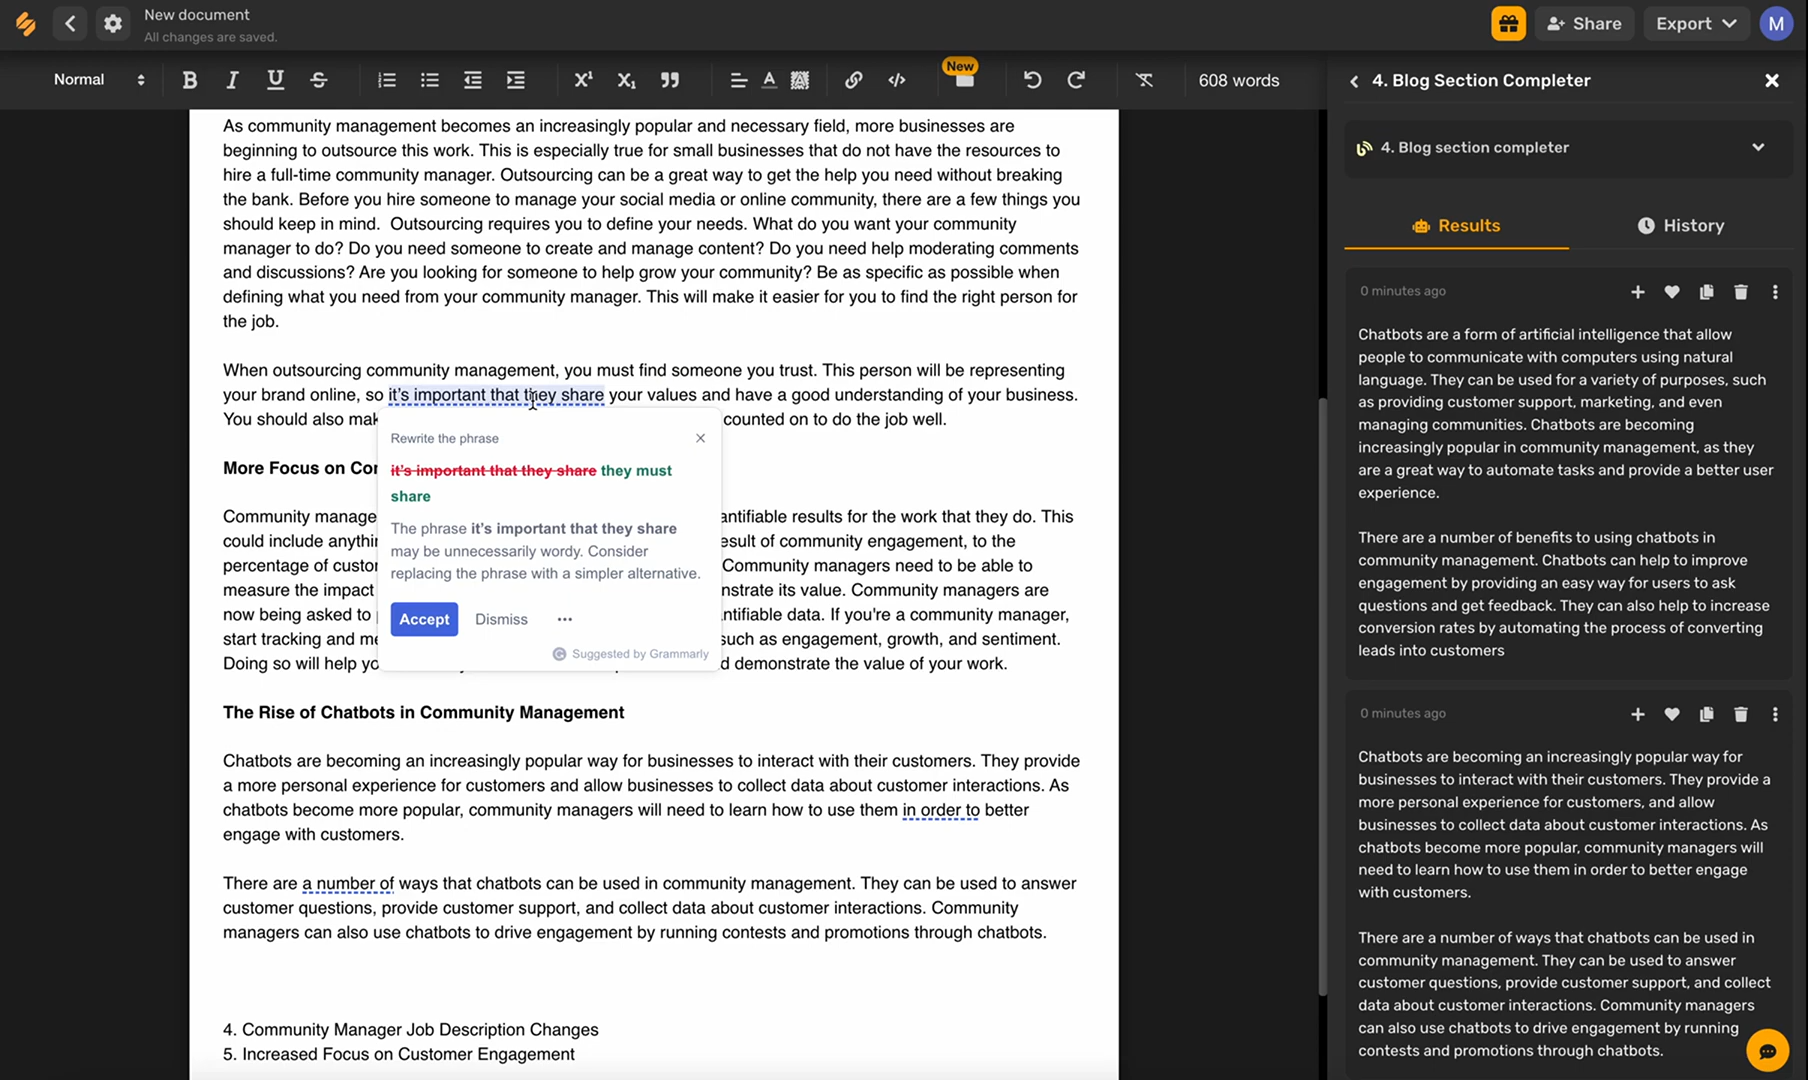 New document
All changes are saved.
Share
Export
M
Normal
B
I
U
S
X¹
X₁
A
New
608 words
As community management becomes an increasingly popular and necessary field, more businesses are
beginning to outsource this work. This is especially true for small businesses that do not have the resources to
hire a full-time community manager. Outsourcing can be a great way to get the help you need without breaking
the bank. Before you hire someone to manage your social media or online community, there are a few things you
should keep in mind.  Outsourcing requires you to define your needs. What do you want your community
manager to do? Do you need someone to create and manage content? Do you need help moderating comments
and discussions? Are you looking for someone to help grow your community? Be as specific as possible when
defining what you need from your community manager. This will make it easier for you to find the right person for
the job.
When outsourcing community management, you must find someone you trust. This person will be representing
your brand online, so it's important that they share your values and have a good understanding of your business.
You should also mak
counted on to do the job well.
More Focus on Con
Community manage
antifiable results for the work that they do. This
could include anythin
esult of community engagement, to the
percentage of custor
Community managers need to be able to
measure the impact
nstrate its value. Community managers are
now being asked to
ntifiable data. If you're a community manager,
start tracking and me
such as engagement, growth, and sentiment.
Doing so will help yo
d demonstrate the value of your work.
Rewrite the phrase
it's important that they share they must
share
The phrase it's important that they share
may be unnecessarily wordy. Consider
replacing the phrase with a simpler alternative.
Accept
Dismiss
Suggested by Grammarly
The Rise of Chatbots in Community Management
Chatbots are becoming an increasingly popular way for businesses to interact with their customers. They provide
a more personal experience for customers and allow businesses to collect data about customer interactions. As
chatbots become more popular, community managers will need to learn how to use them in order to better
engage with customers.
There are a number of ways that chatbots can be used in community management. They can be used to answer
customer questions, provide customer support, and collect data about customer interactions. Community
managers can also use chatbots to drive engagement by running contests and promotions through chatbots.
4. Community Manager Job Description Changes
5. Increased Focus on Customer Engagement
4. Blog Section Completer
4. Blog section completer
Results
History
0 minutes ago
Chatbots are a form of artificial intelligence that allow
people to communicate with computers using natural
language. They can be used for a variety of purposes, such
as providing customer support, marketing, and even
managing communities. Chatbots are becoming
increasingly popular in community management, as they
are a great way to automate tasks and provide a better user
experience.
There are a number of benefits to using chatbots in
community management. Chatbots can help to improve
engagement by providing an easy way for users to ask
questions and get feedback. They can also help to increase
conversion rates by automating the process of converting
leads into customers
0 minutes ago
Chatbots are becoming an increasingly popular way for
businesses to interact with their customers. They provide a
more personal experience for customers, and allow
businesses to collect data about customer interactions. As
chatbots become more popular, community managers will
need to learn how to use them in order to better engage
with customers.
There are a number of ways that chatbots can be used in
community management. They can be used to answer
customer questions, provide customer support, and collect
data about customer interactions. Community managers
can also use chatbots to drive engagement by running
contests and promotions through chatbots.